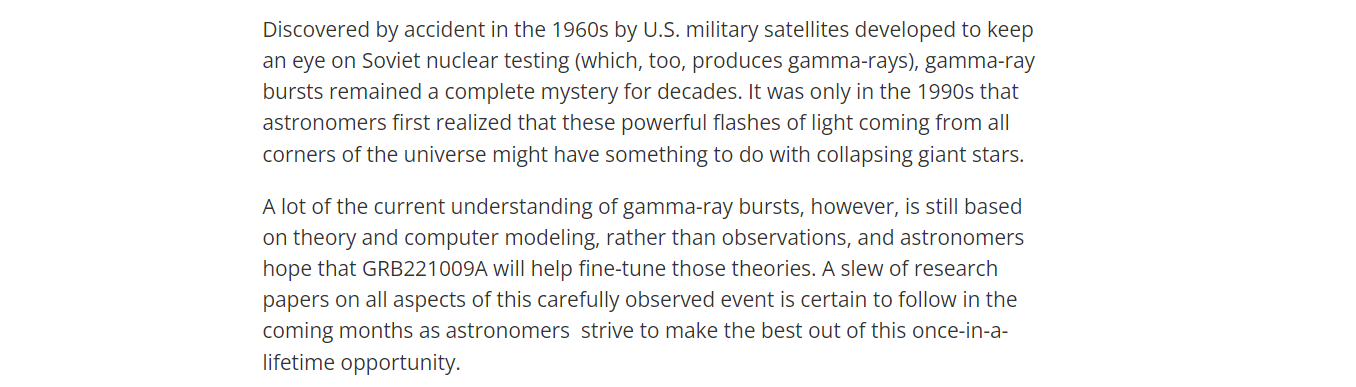 Discovered by accident in the 1960s by U.S. military satellites developed to keep
an eye on Soviet nuclear testing (which, too, produces gamma-rays), gamma-ray
bursts remained a complete mystery for decades. It was only in the 1990s that
astronomers first realized that these powerful flashes of light coming from all
corners of the universe might have something to do with collapsing giant stars.
A lot of the current understanding of gamma-ray bursts, however, is still based
on theory and computer modeling, rather than observations, and astronomers
hope that GRB221009A will help fine-tune those theories. A slew of research
papers on all aspects of this carefully observed event is certain to follow in the
coming months as astronomers  strive to make the best out of this once-in-a-
lifetime opportunity.